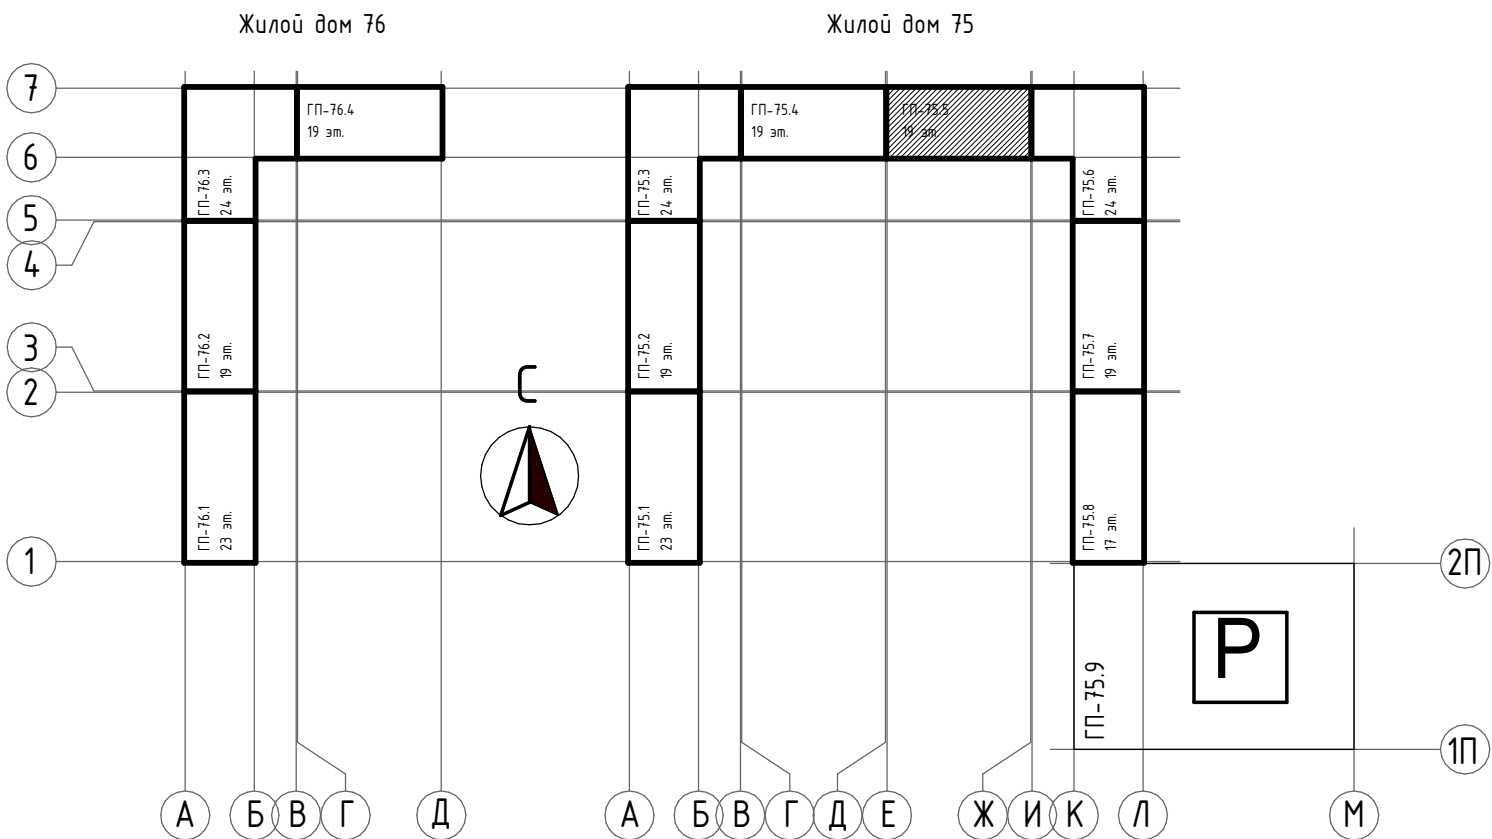 Жилой дом 76
Жилой дом 75
7
6
5
4
3
2
1
ГП-76.4
19 эт.
ГП-76.3
24 эт.
ГП-76.2
19 эт.
ГП-76.1
23 эт.
С
ГП-75.4
19 эт.
ГП-75.5
19 эт.
ГП-75.3
24 эт.
ГП-75.6
24 эт.
ГП-75.2
19 эт.
ГП-75.7
19 эт.
ГП-75.1
23 эт.
ГП-75.8
17 эт.
ГП-75.9
P
2П
1П
А
Б
В
Г
Д
А
Б
В
Г
Д
Е
Ж
И
К
Л
М